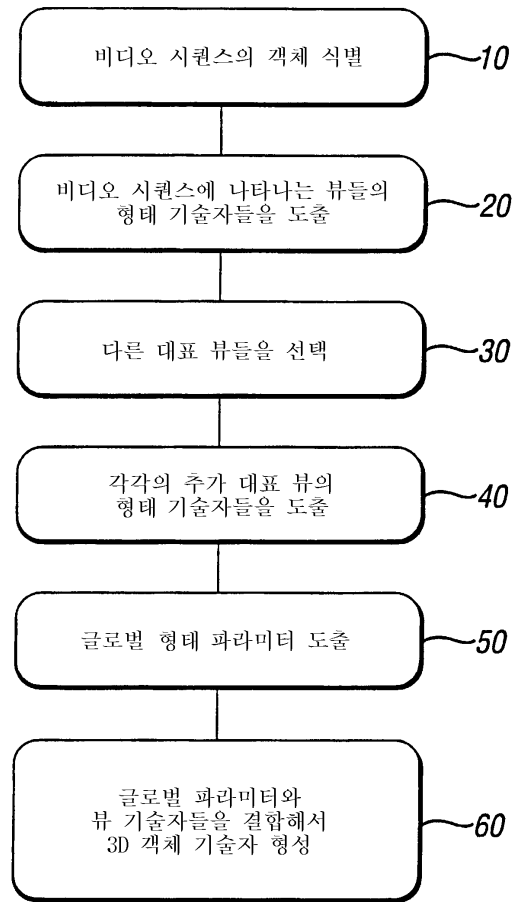 비디오 시퀀스의 객체 식별
10
비디오 시퀀스에 나타나는 뷰들의
형태 기술자들을 도출
20
다른 대표 뷰들을 선택
30
각각의 추가 대표 뷰의
형태 기술자들을 도출
40
글로벌 형태 파라미터 도출
50
글로벌 파라미터와
뷰 기술자들을 결합해서
3D 객체 기술자 형성
60